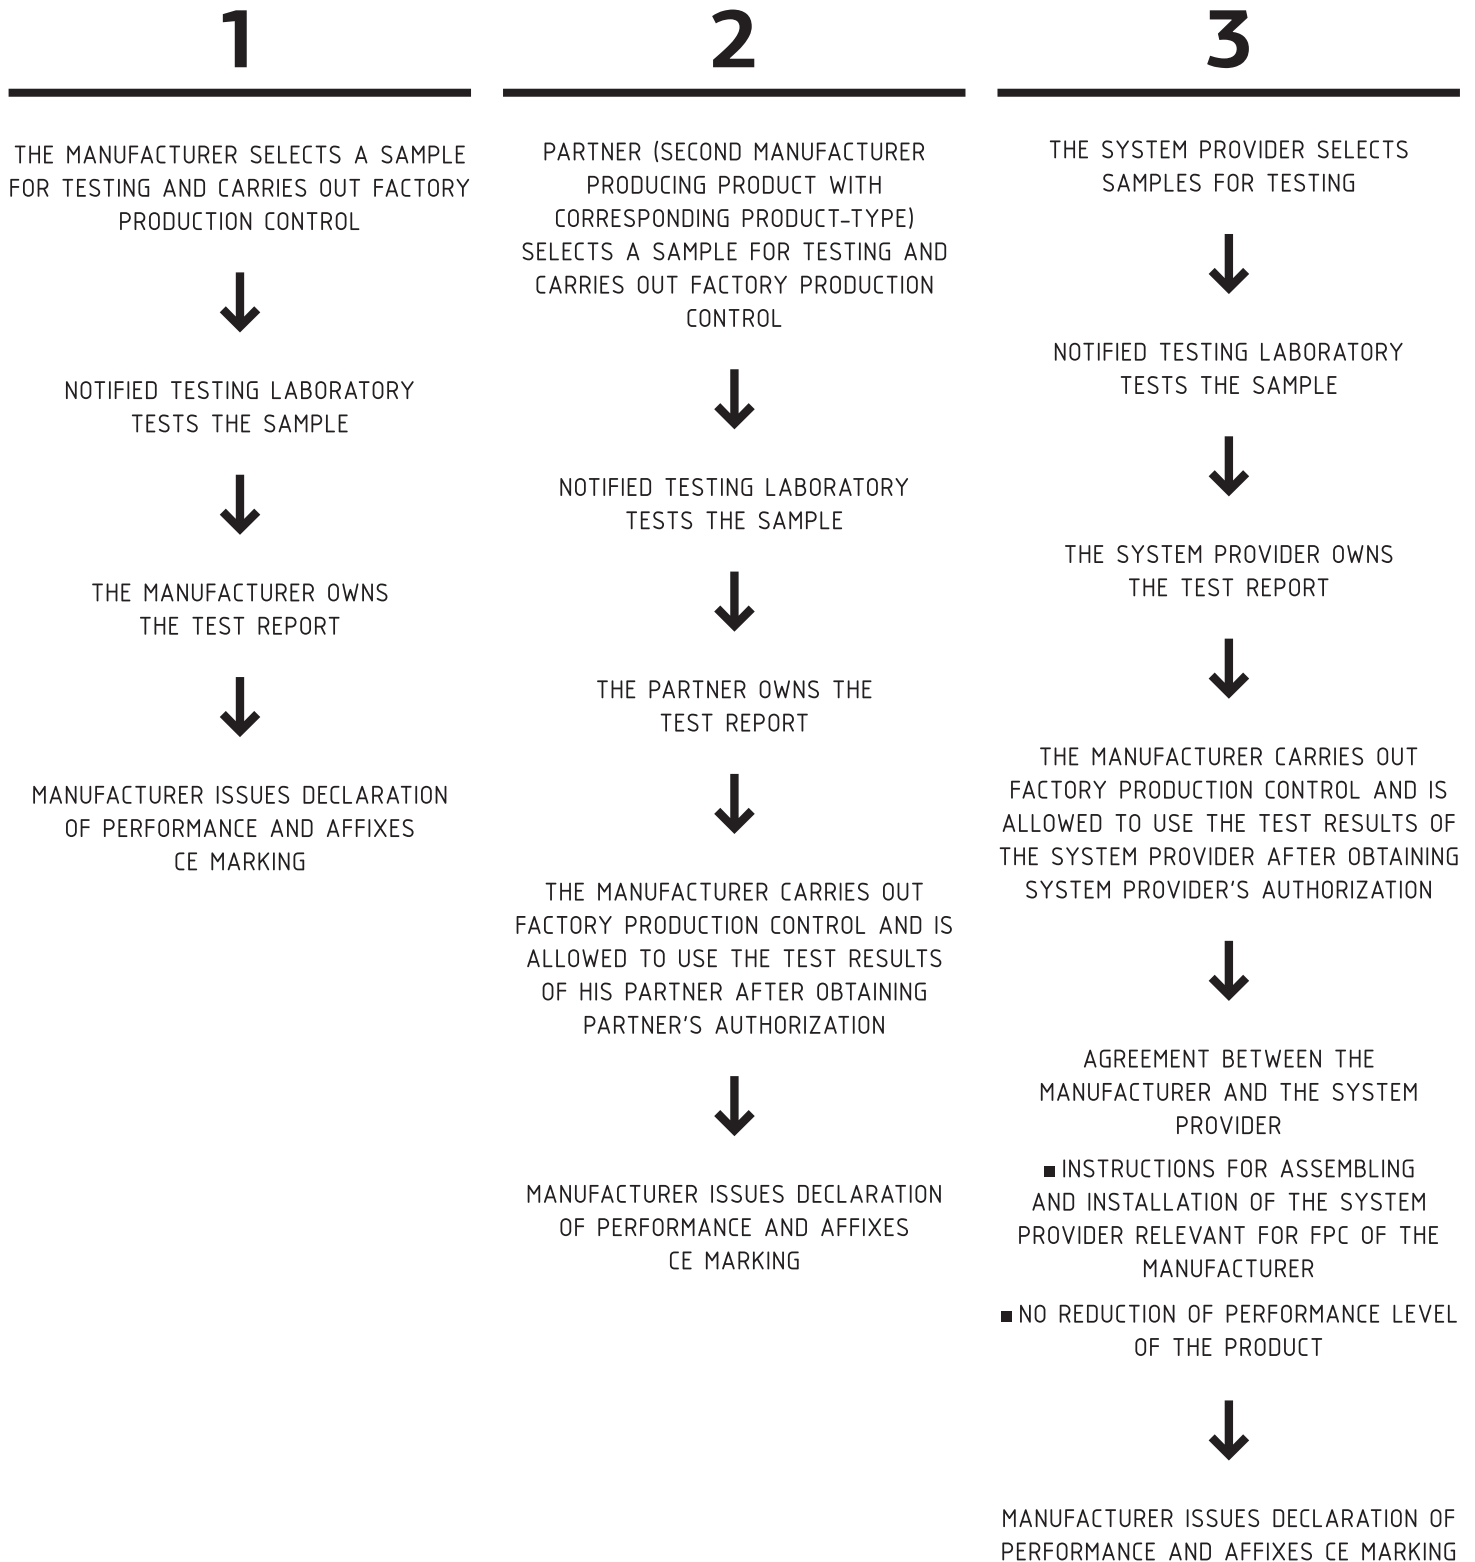 1
THE MANUFACTURER SELECTS A SAMPLE
FOR TESTING AND CARRIES OUT FACTORY
PRODUCTION CONTROL
NOTIFIED TESTING LABORATORY
TESTS THE SAMPLE
THE MANUFACTURER OWNS
THE TEST REPORT
MANUFACTURER ISSUES DECLARATION
OF PERFORMANCE AND AFFIXES
CE MARKING
2
PARTNER (SECOND MANUFACTURER
PRODUCING PRODUCT WITH
CORRESPONDING PRODUCT-TYPE)
SELECTS A SAMPLE FOR TESTING AND
CARRIES OUT FACTORY PRODUCTION
CONTROL
NOTIFIED TESTING LABORATORY
TESTS THE SAMPLE
THE PARTNER OWNS THE
TEST REPORT
THE MANUFACTURER CARRIES OUT
FACTORY PRODUCTION CONTROL AND IS
ALLOWED TO USE THE TEST RESULTS
OF HIS PARTNER AFTER OBTAINING
PARTNER'S AUTHORIZATION
MANUFACTURER ISSUES DECLARATION
OF PERFORMANCE AND AFFIXES
CE MARKING
3
THE SYSTEM PROVIDER SELECTS
SAMPLES FOR TESTING
NOTIFIED TESTING LABORATORY
TESTS THE SAMPLE
THE SYSTEM PROVIDER OWNS
THE TEST REPORT
THE MANUFACTURER CARRIES OUT
FACTORY PRODUCTION CONTROL AND IS
ALLOWED TO USE THE TEST RESULTS OF
THE SYSTEM PROVIDER AFTER OBTAINING
SYSTEM PROVIDER'S AUTHORIZATION
AGREEMENT BETWEEN THE
MANUFACTURER AND THE SYSTEM
PROVIDER
■ INSTRUCTIONS FOR ASSEMBLING
AND INSTALLATION OF THE SYSTEM
PROVIDER RELEVANT FOR FPC OF THE
MANUFACTURER
■ NO REDUCTION OF PERFORMANCE LEVEL
OF THE PRODUCT
MANUFACTURER ISSUES DECLARATION OF
PERFORMANCE AND AFFIXES CE MARKING